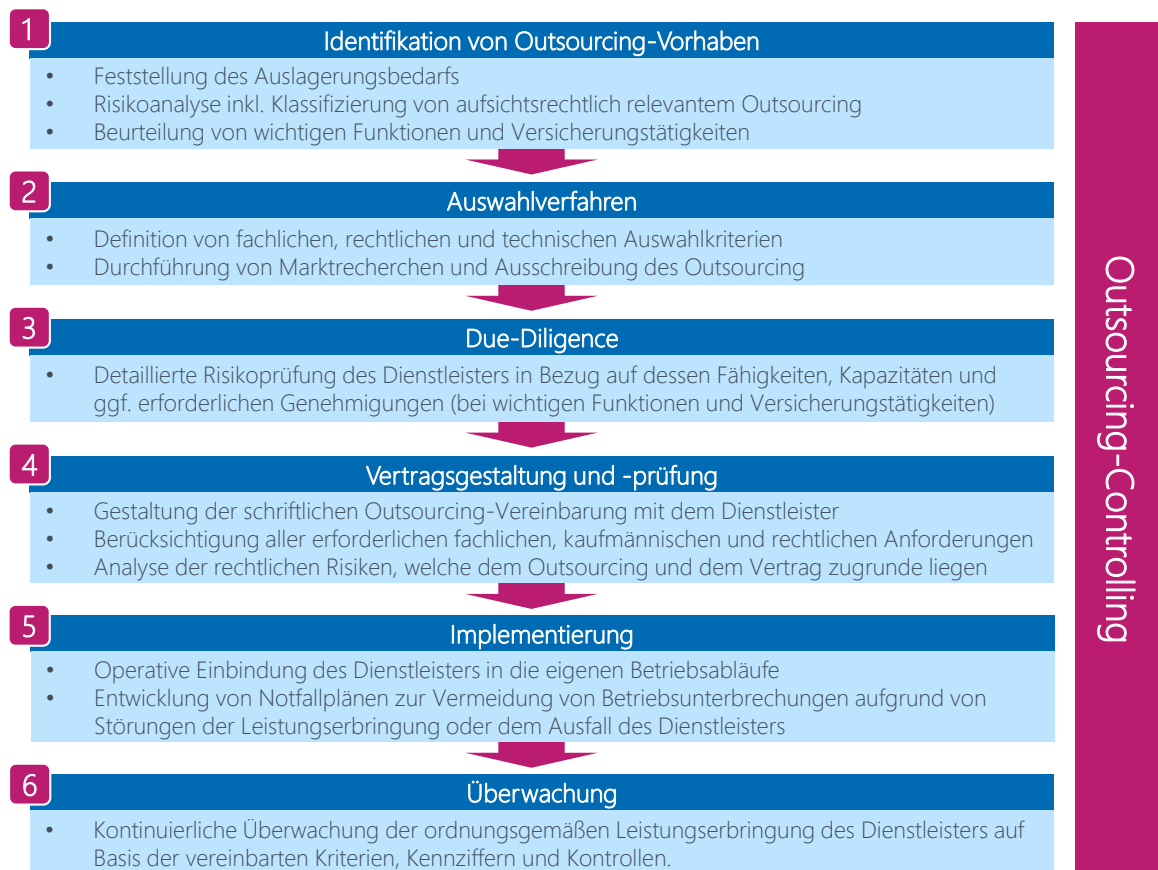 1
Identifikation von Outsourcing-Vorhaben
• Feststellung des Auslagerungsbedarfs
• Risikoanalyse inkl. Klassifizierung von aufsichtsrechtlich relevantem Outsourcing
• Beurteilung von wichtigen Funktionen und Versicherungstätigkeiten
2
Auswahlverfahren
• Definition von fachlichen, rechtlichen und technischen Auswahlkriterien
• Durchführung von Marktrecherchen und Ausschreibung des Outsourcing
3
Due-Diligence
• Detaillierte Risikoprüfung des Dienstleisters in Bezug auf dessen Fähigkeiten, Kapazitäten und
ggf. erforderlichen Genehmigungen (bei wichtigen Funktionen und Versicherungstätigkeiten)
4
Vertragsgestaltung und -prüfung
• Gestaltung der schriftlichen Outsourcing-Vereinbarung mit dem Dienstleister
• Berücksichtigung aller erforderlichen fachlichen, kaufmännischen und rechtlichen Anforderungen
• Analyse der rechtlichen Risiken, welche dem Outsourcing und dem Vertrag zugrunde liegen
5
Implementierung
• Operative Einbindung des Dienstleisters in die eigenen Betriebsabläufe
• Entwicklung von Notfallplänen zur Vermeidung von Betriebsunterbrechungen aufgrund von
Störungen der Leistungserbringung oder dem Ausfall des Dienstleisters
6
Überwachung
• Kontinuierliche Überwachung der ordnungsgemäßen Leistungserbringung des Dienstleisters auf
Basis der vereinbarten Kriterien, Kennziffern und Kontrollen.
Outsourcing-Controlling